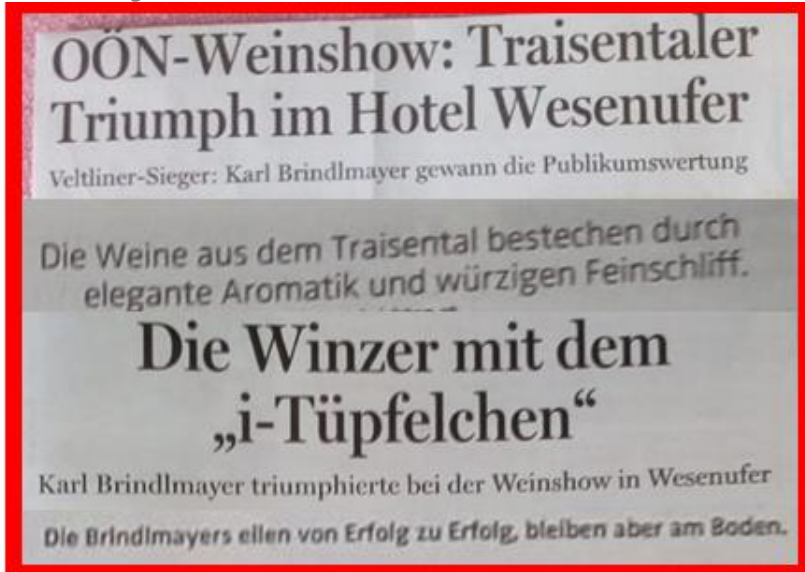 OÖN-Weinshow: Traisentaler
Triumph im Hotel Wesenufer
Veltliner-Sieger: Karl Brindlmayer gewann die Publikumswertung
Die Weine aus dem Traisental bestechen durch
elegante Aromatik und würzigen Feinschliff.
Die Winzer mit dem
„i-Tüpfelchen“
Karl Brindlmayer triumphierte bei der Weinshow in Wesenufer
Die Brindlmayers eilen von Erfolg zu Erfolg, bleiben aber am Boden.